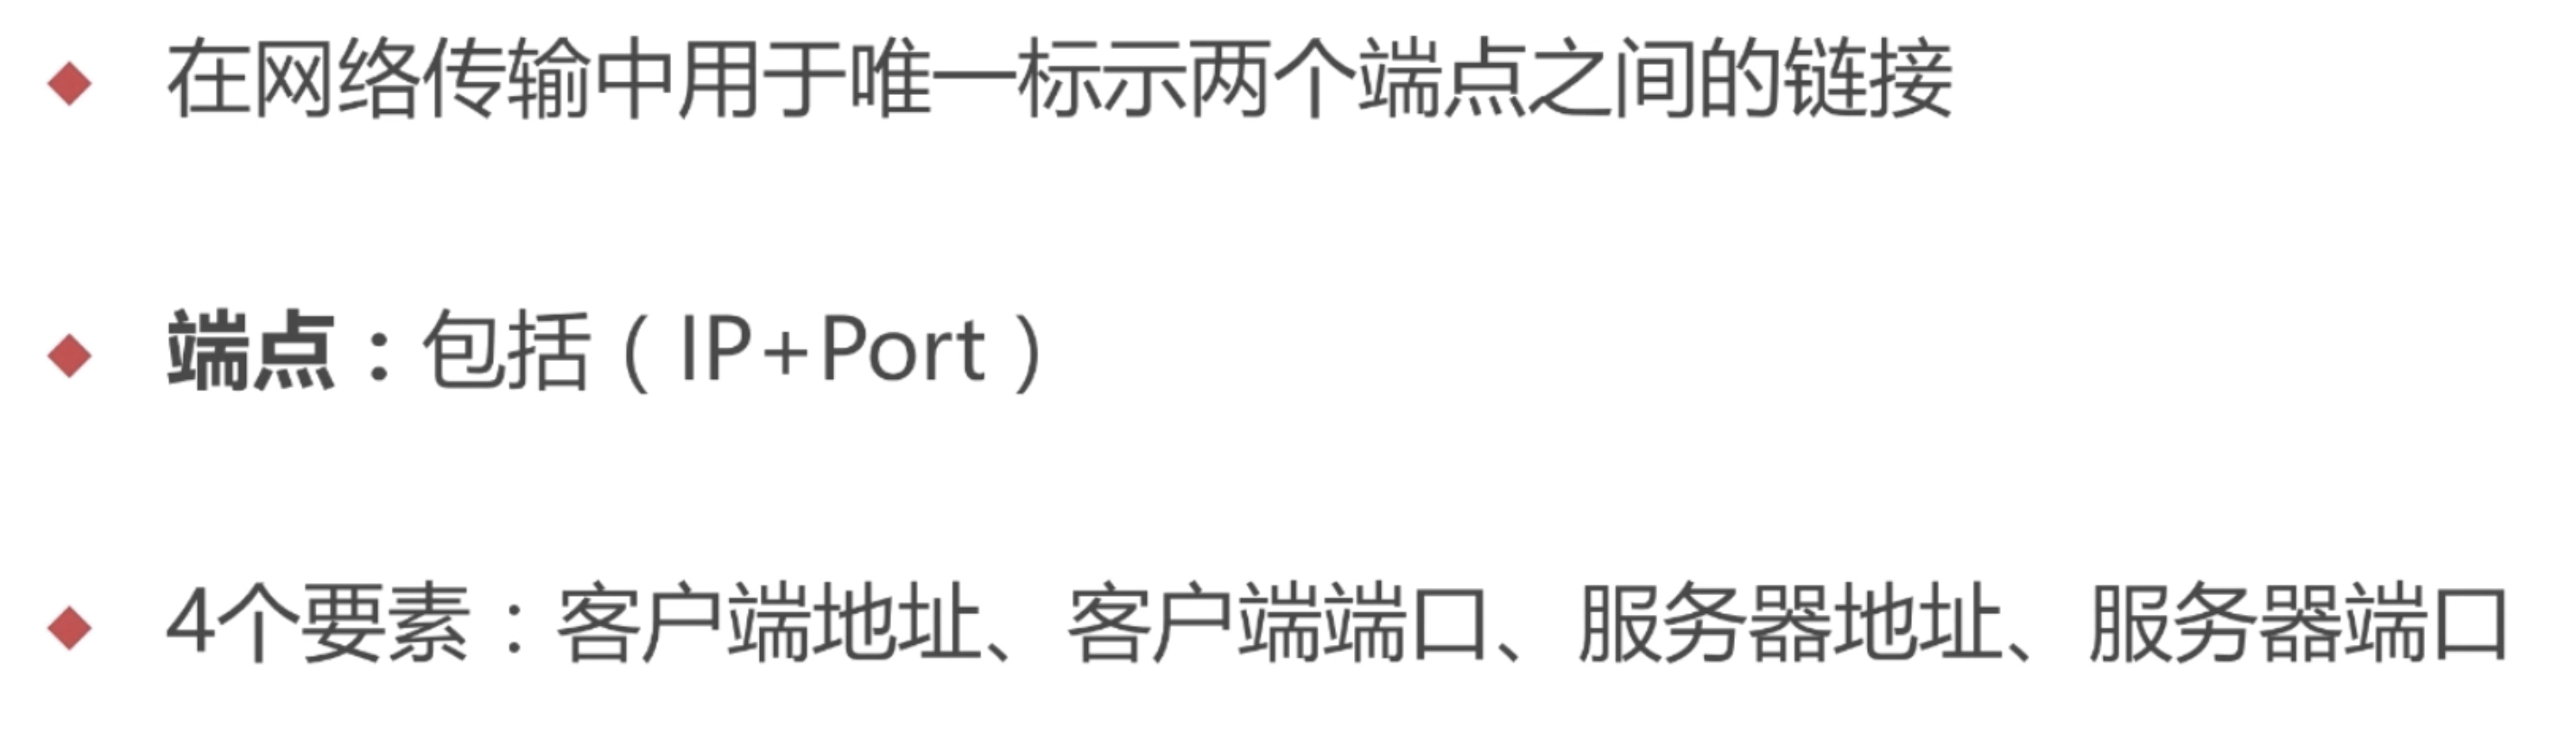 在网络传输中用于唯一标示两个端点之间的链接
端点：包括（IP+Port）
4个要素：客户端地址、客户端端口、服务器地址、服务器端口